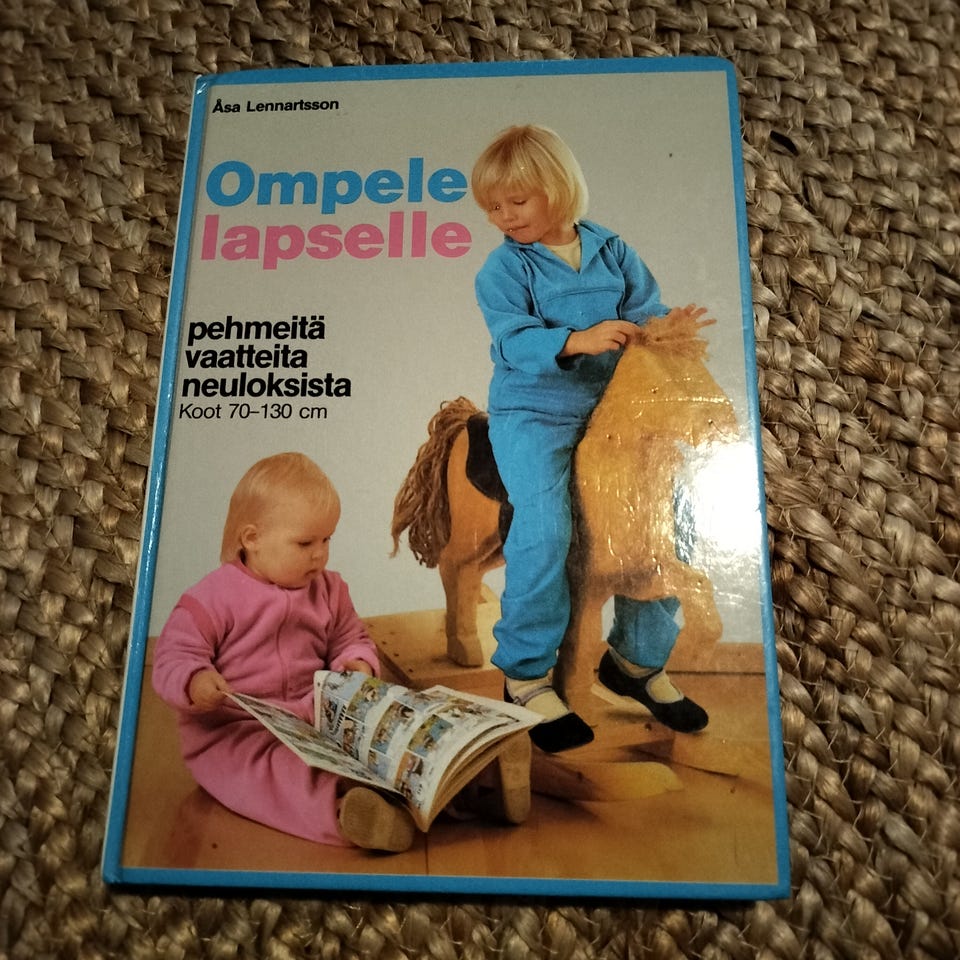 Åsa Lennartsson
Ompele
lapselle
pehmeitä
vaatteita
neuloksista
Koot 70–130 cm